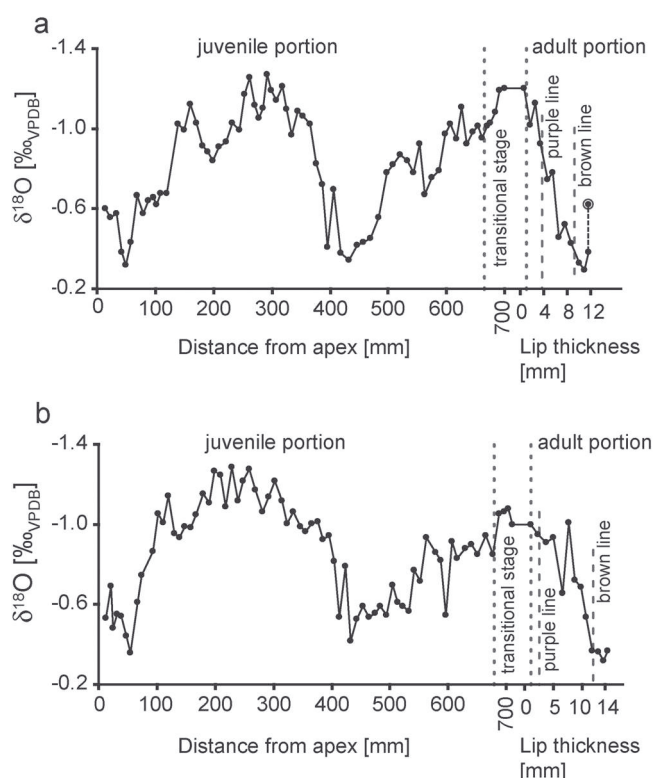 a
juvenile portion
adult portion
δ18O [‰VPDB]
-1.4
-1.0
-0.6
-0.2
transitional stage
purple line
brown line
0 100 200 300 400 500 600 700 0 4 8 12
Distance from apex [mm]
Lip thickness
[mm]
b
juvenile portion
adult portion
δ18O [‰VPDB]
-1.4
-1.0
-0.6
-0.2
transitional stage
purple line
brown line
0 100 200 300 400 500 600 700 0 5 10 14
Distance from apex [mm]
Lip thickness
[mm]